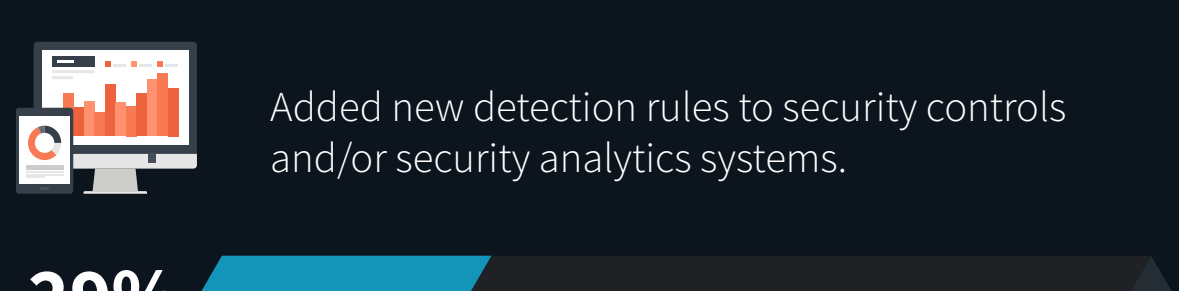 Added new detection rules to security controls
and/or security analytics systems.